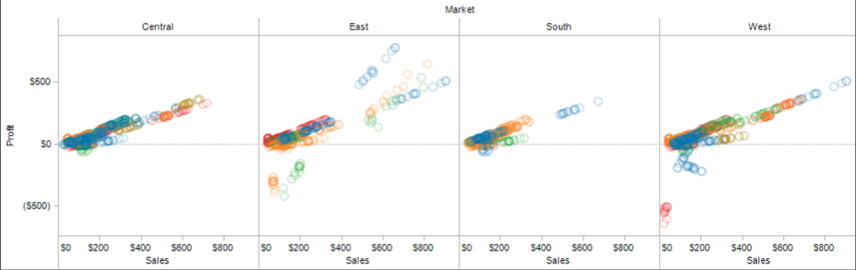 Market
Central East South West
$500
$0
($500)
Profit
$0 $200 $400 $600 $800 $0 $200 $400 $600 $800 $0 $200 $400 $600 $800 $0 $200 $400 $600 $800
Sales Sales Sales Sales